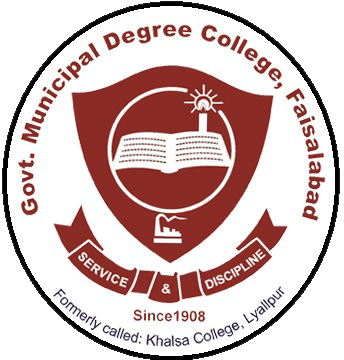 Govt. Municipal Degree College, Faisalabad
SERVICE & DISCIPLINE
Since1908
Formerly called: Khalsa College, Lyallpur